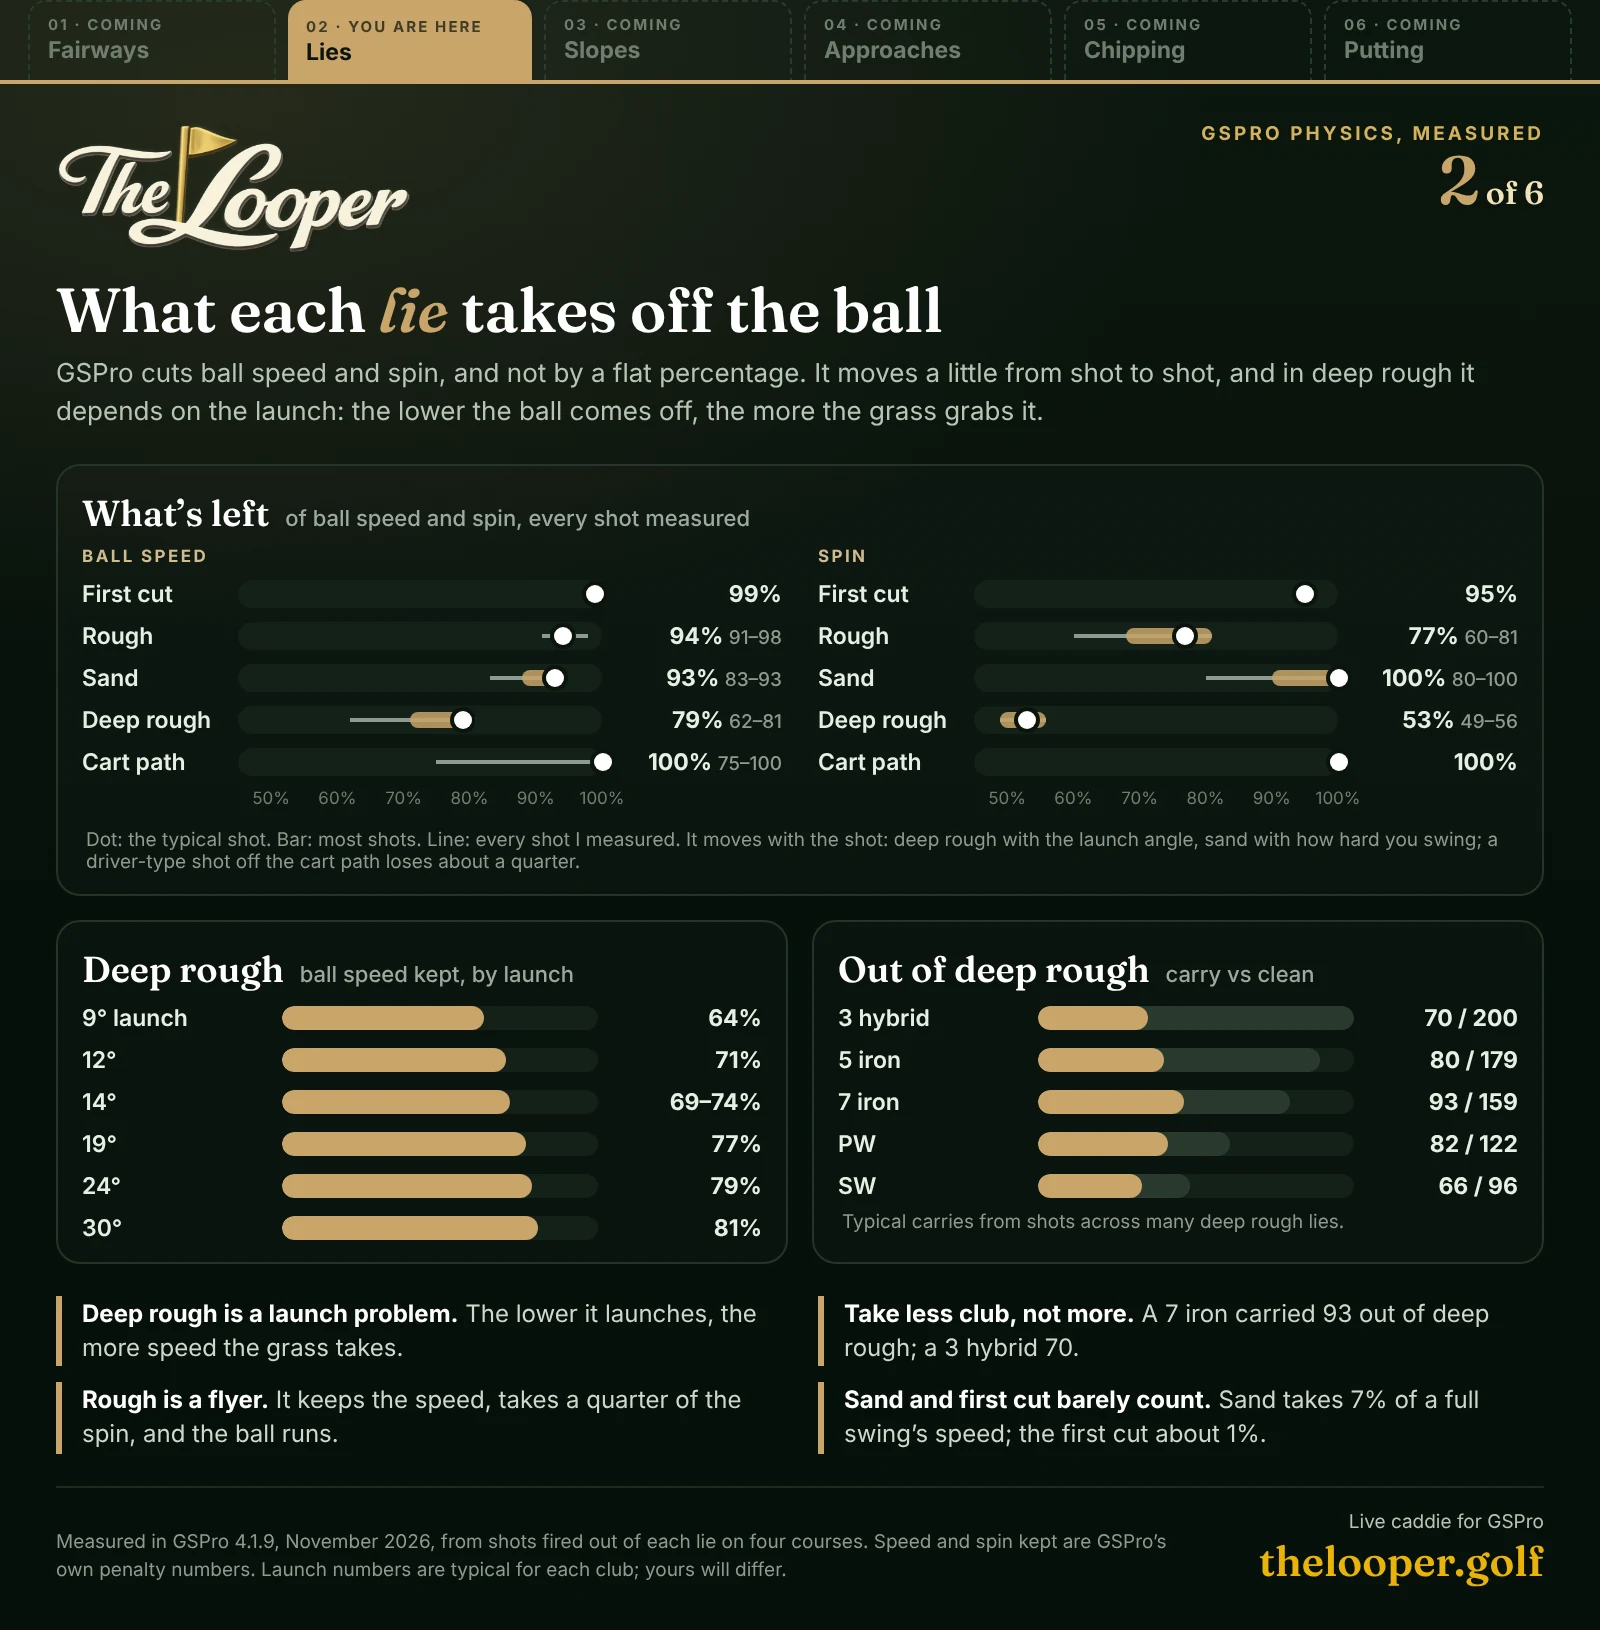 01 · COMING
Fairways
02 · YOU ARE HERE
Lies
03 · COMING
Slopes
04 · COMING
Approaches
05 · COMING
Chipping
06 · COMING
Putting
The Looper
GSPRO PHYSICS, MEASURED
2 of 6
What each lie takes off the ball
GSPro cuts ball speed and spin, and not by a flat percentage. It moves a little from shot to shot, and in deep rough it
depends on the launch: the lower the ball comes off, the more the grass grabs it.
What’s left of ball speed and spin, every shot measured
BALL SPEED
First cut 99%
Rough 94% 91–98
Sand 93% 83–93
Deep rough 79% 62–81
Cart path 100% 75–100
50% 60% 70% 80% 90% 100%
SPIN
First cut 95%
Rough 77% 60–81
Sand 100% 80–100
Deep rough 53% 49–56
Cart path 100%
50% 60% 70% 80% 90% 100%
Dot: the typical shot. Bar: most shots. Line: every shot I measured. It moves with the shot: deep rough with the launch angle, sand with how hard you swing; a
driver-type shot off the cart path loses about a quarter.
Deep rough ball speed kept, by launch
9° launch 64%
12° 71%
14° 69–74%
19° 77%
24° 79%
30° 81%
Out of deep rough carry vs clean
3 hybrid 70 / 200
5 iron 80 / 179
7 iron 93 / 159
PW 82 / 122
SW 66 / 96
Typical carries from shots across many deep rough lies.
Deep rough is a launch problem. The lower it launches, the
more speed the grass takes.
Take less club, not more. A 7 iron carried 93 out of deep
rough; a 3 hybrid 70.
Rough is a flyer. It keeps the speed, takes a quarter of the
spin, and the ball runs.
Sand and first cut barely count. Sand takes 7% of a full
swing’s speed; the first cut about 1%.
Measured in GSPro 4.1.9, November 2026, from shots fired out of each lie on four courses. Speed and spin kept are GSPro’s
own penalty numbers. Launch numbers are typical for each club; yours will differ.
Live caddie for GSPro
thelooper.golf